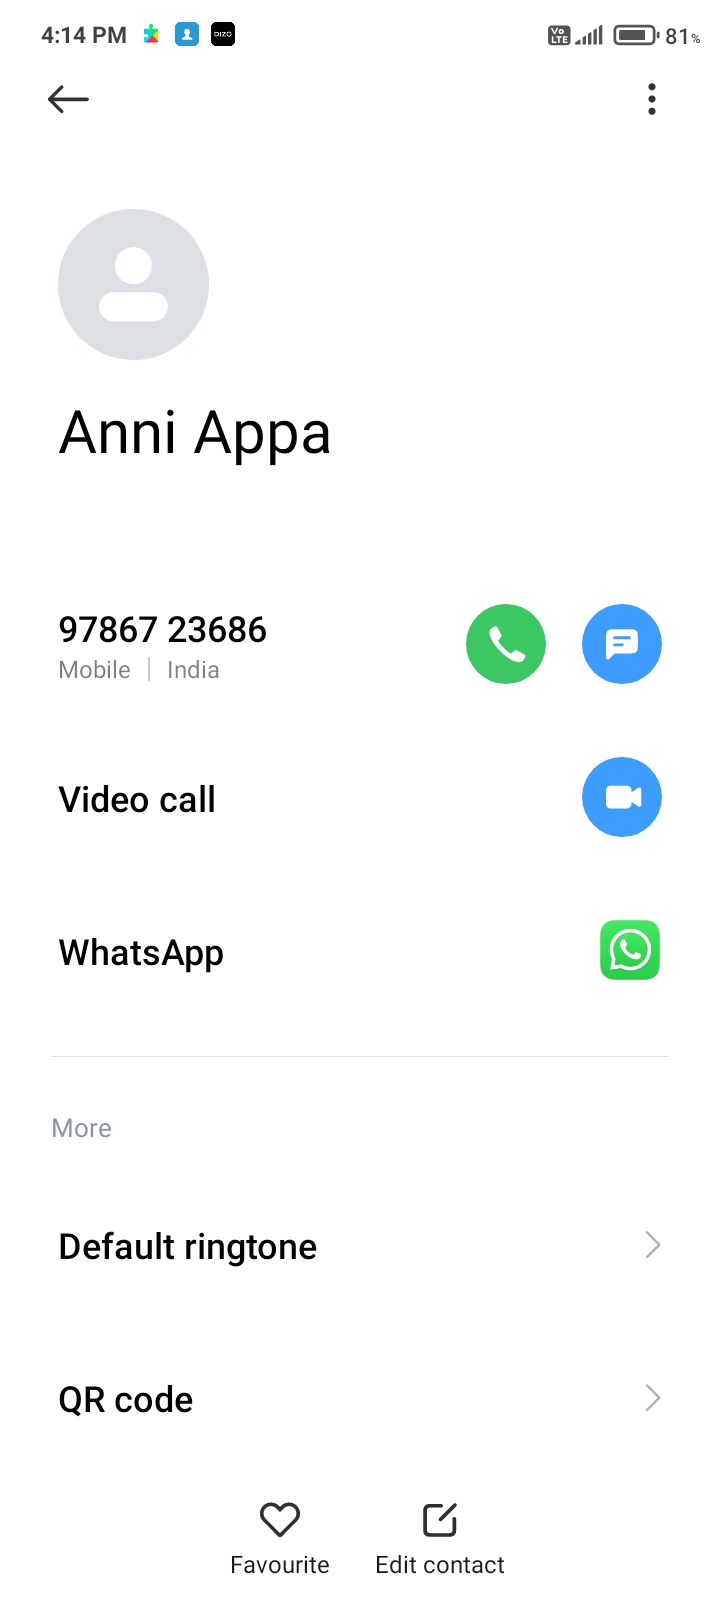 4:14 PM DIZO Vo LTE 81%
Anni Appa
97867 23686
Mobile | India
Video call
WhatsApp
More
Default ringtone
QR code
Favourite Edit contact